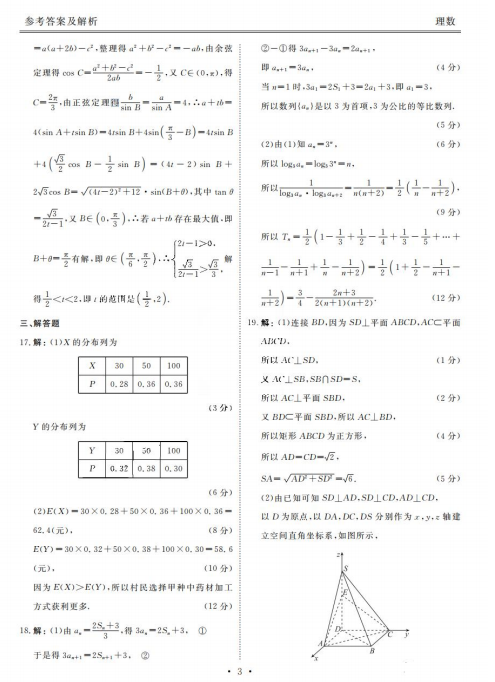 参考答案及解析
理数
=a(a+2b)-c²,整理得 a²+b²-c²=-ab,由余弦
定理得 cos C=(a²+b²-c²)/(2ab)=-1/2,又 C∈(0,π),得
C=2π/3,由正弦定理得 b/sin B=a/sin A=4,∴a+tb=
4(sin A+tsin B)=4tsin B+4sin(π/3-B)=4tsin B
+4(√3/2 cos B-1/2 sin B)=(4t-2)sin B+
2√3cos B=√((4t-2)²+12)·sin(B+θ),其中 tan θ
=√3/(2t-1),又 B∈(0,π/3),∴若 a+tb 存在最大值,即
B+θ=π/2有解,即 θ∈(π/6,π/2),∴{2t-1>0, √3/(2t-1)>√3/3, 解
得 1/2<t<2,即 t 的范围是(1/2,2).
三、解答题
17.解:(1)X 的分布列为
X 30 50 100
P 0.28 0.36 0.36
(3 分)
Y 的分布列为
Y 30 50 100
P 0.32 0.38 0.30
(6 分)
(2)E(X)=30×0.28+50×0.36+100×0.36=
62.4(元), (8 分)
E(Y)=30×0.32+50×0.38+100×0.30=58.6
(元), (10 分)
因为 E(X)>E(Y),所以村民选择甲种中药材加工
方式获利更多. (12 分)
18.解:(1)由 aₙ=(2Sₙ+3)/3,得 3aₙ=2Sₙ+3, ①
于是得 3aₙ₊₁=2Sₙ₊₁+3, ②
②-①得 3aₙ₊₁-3aₙ=2aₙ₊₁,
即 aₙ₊₁=3aₙ, (4 分)
当 n=1 时,3a₁=2S₁+3=2a₁+3,即 a₁=3,
所以数列{aₙ}是以 3 为首项,3 为公比的等比数列.
(5 分)
(2)由(1)知 aₙ=3ⁿ, (6 分)
所以 log₃aₙ=log₃3ⁿ=n,
所以 1/(log₃aₙ·log₃aₙ₊₂)=1/(n(n+2))=1/2(1/n-1/(n+2)),
(9 分)
所以 Tₙ=1/2(1-1/3+1/2-1/4+1/3-1/5+…+
1/(n-1)-1/(n+1)+1/n-1/(n+2))=1/2(1+1/2-1/(n+1)-
1/(n+2))=3/4-(2n+3)/(2(n+1)(n+2)). (12 分)
19.解:(1)连接 BD,因为 SD⊥平面 ABCD,AC⊂平面
ABCD,
所以 AC⊥SD, (1 分)
又 AC⊥SB,SB∩SD=S,
所以 AC⊥平面 SBD, (2 分)
又 BD⊂平面 SBD,所以 AC⊥BD,
所以矩形 ABCD 为正方形, (4 分)
所以 AD=CD=√2,
SA=√(AD²+SD²)=√6. (5 分)
(2)由已知可知 SD⊥AD,SD⊥CD,AD⊥CD,
以 D 为原点,以 DA,DC,DS 分别作为 x,y,z 轴建
立空间直角坐标系,如图所示,
z
S
E
D
C
y
A
B
x
· 3 ·